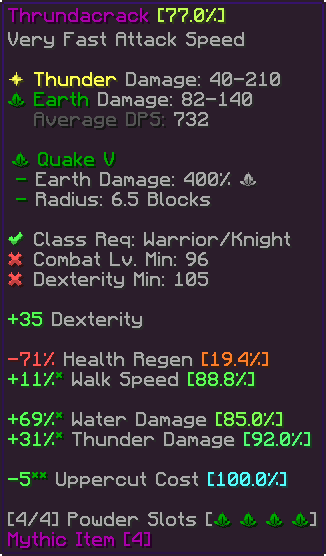 Thrundacrack [77.0%]
Very Fast Attack Speed
Thunder Damage: 40-210
Earth Damage: 82-140
Average DPS: 732
Quake V
- Earth Damage: 400%
- Radius: 6.5 Blocks
✔ Class Req: Warrior/Knight
✖ Combat Lv. Min: 96
✖ Dexterity Min: 105
+35 Dexterity
-71% Health Regen [19.4%]
+11%* Walk Speed [88.8%]
+69%* Water Damage [85.0%]
+31%* Thunder Damage [92.0%]
-5** Uppercut Cost [100.0%]
[4/4] Powder Slots [✤ ✤ ✤ ✤]
Mythic Item [4]